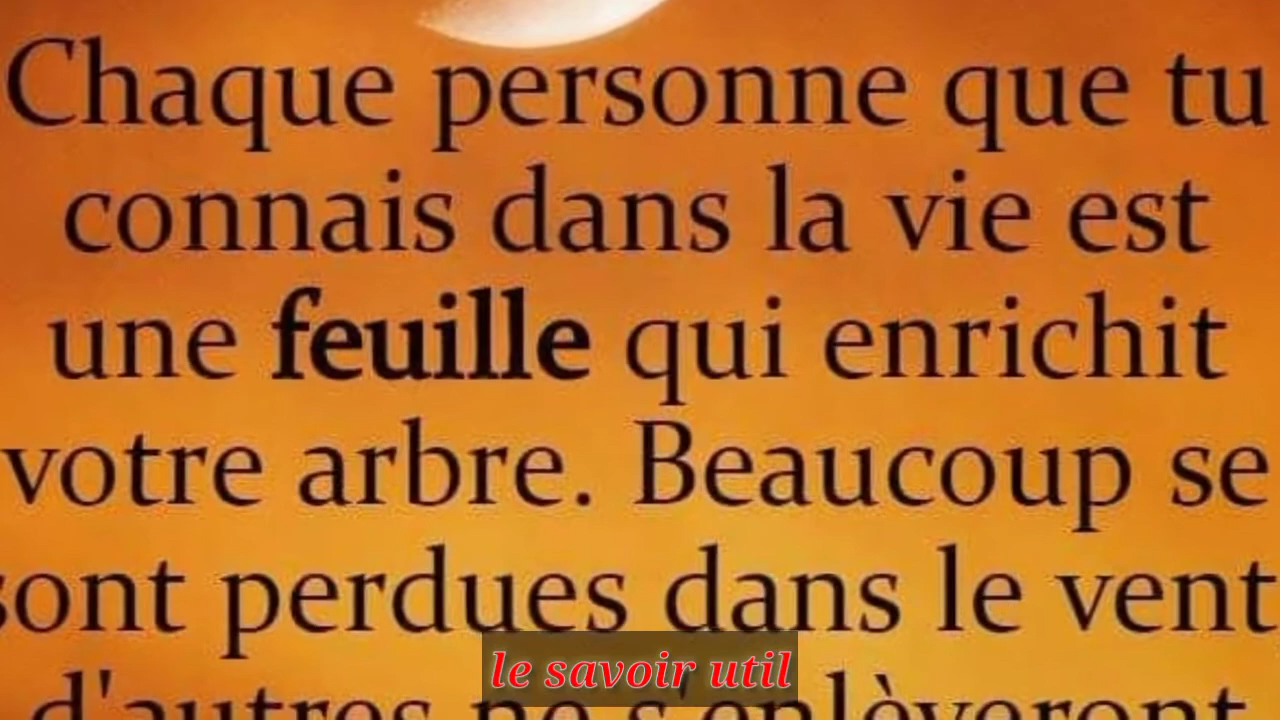 Chaque personne que tu
connais dans la vie est
une feuille qui enrichit
votre arbre. Beaucoup se
sont perdues dans le vent
le savoir util
d'autres ne s'enlèveront